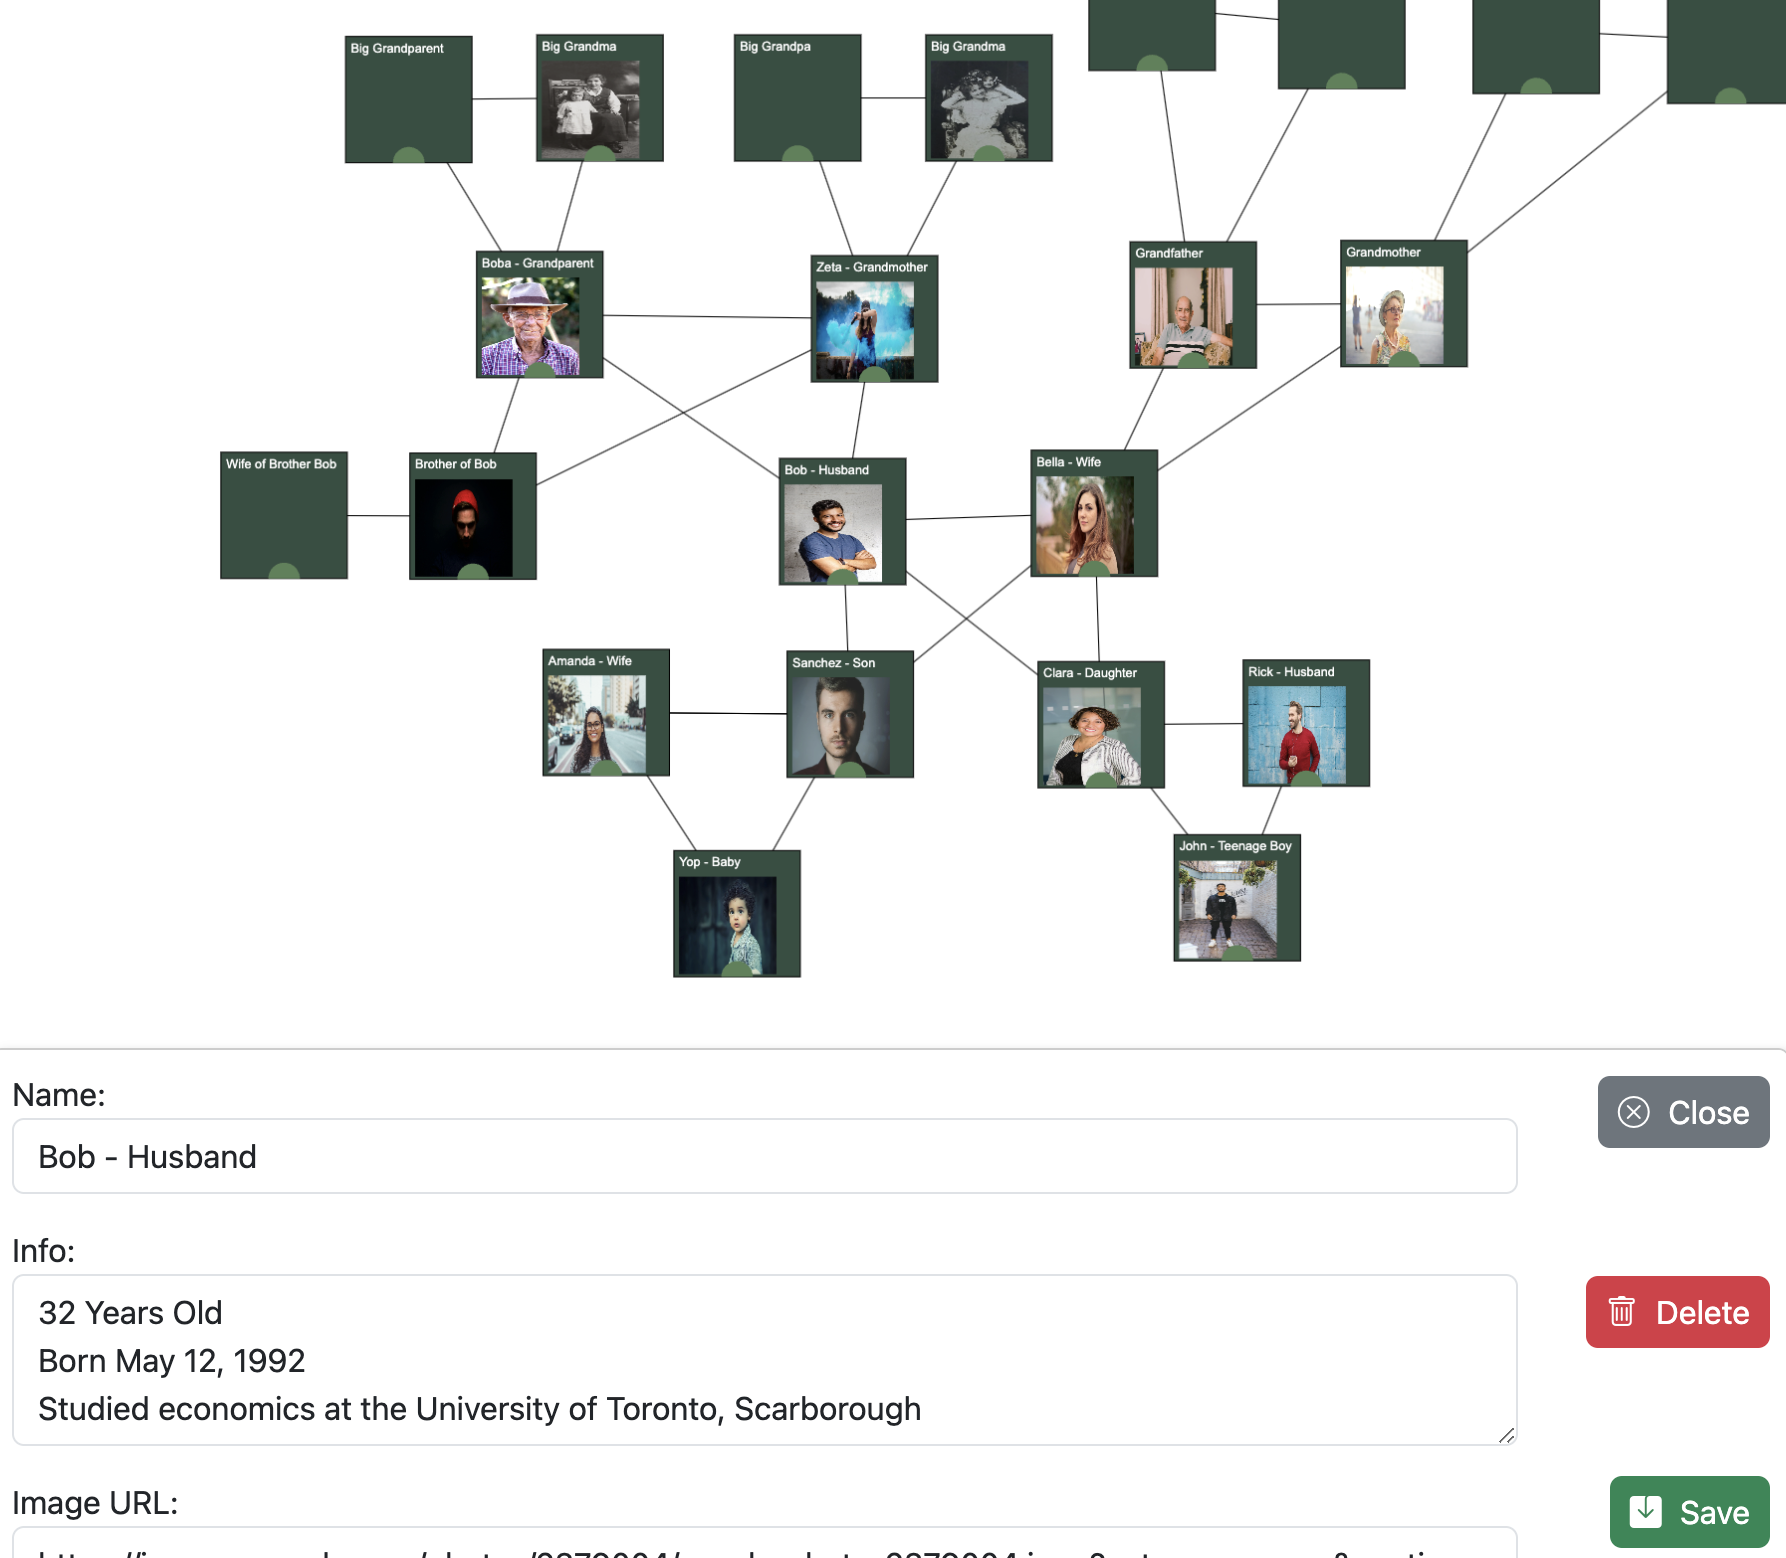 Big Grandparent
Big Grandma
Big Grandpa
Big Grandma
Boba - Grandparent
Zeta - Grandmother
Grandfather
Grandmother
Wife of Brother Bob
Brother of Bob
Bob - Husband
Bella - Wife
Amanda - Wife
Sanchez - Son
Clara - Daughter
Rick - Husband
Yop - Baby
John - Teenage Boy
Name:
Close
Bob - Husband
Info:
32 Years Old
Born May 12, 1992
Studied economics at the University of Toronto, Scarborough
Delete
Image URL:
Save